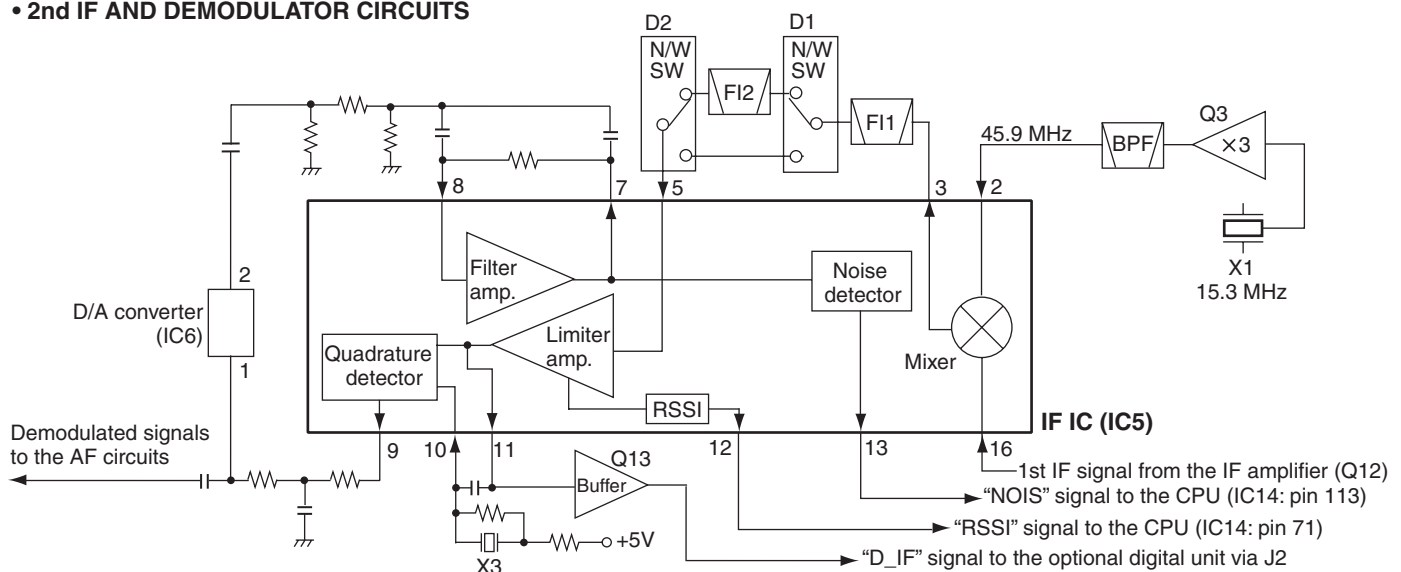 • 2nd IF AND DEMODULATOR CIRCUITS
D2
D1
N/W
SW
N/W
SW
FI2
FI1
45.9 MHz
BPF
Q3
×3
X1
15.3 MHz
8
7
5
3
2
Filter
amp.
Noise
detector
2
D/A converter
(IC6)
1
Limiter
amp.
Quadrature
detector
Mixer
RSSI
IF IC (IC5)
Demodulated signals
to the AF circuits
9
10
11
12
13
16
Q13
Buffer
1st IF signal from the IF amplifier (Q12)
“NOIS” signal to the CPU (IC14: pin 113)
“RSSI” signal to the CPU (IC14: pin 71)
+5V
“D_IF” signal to the optional digital unit via J2
X3